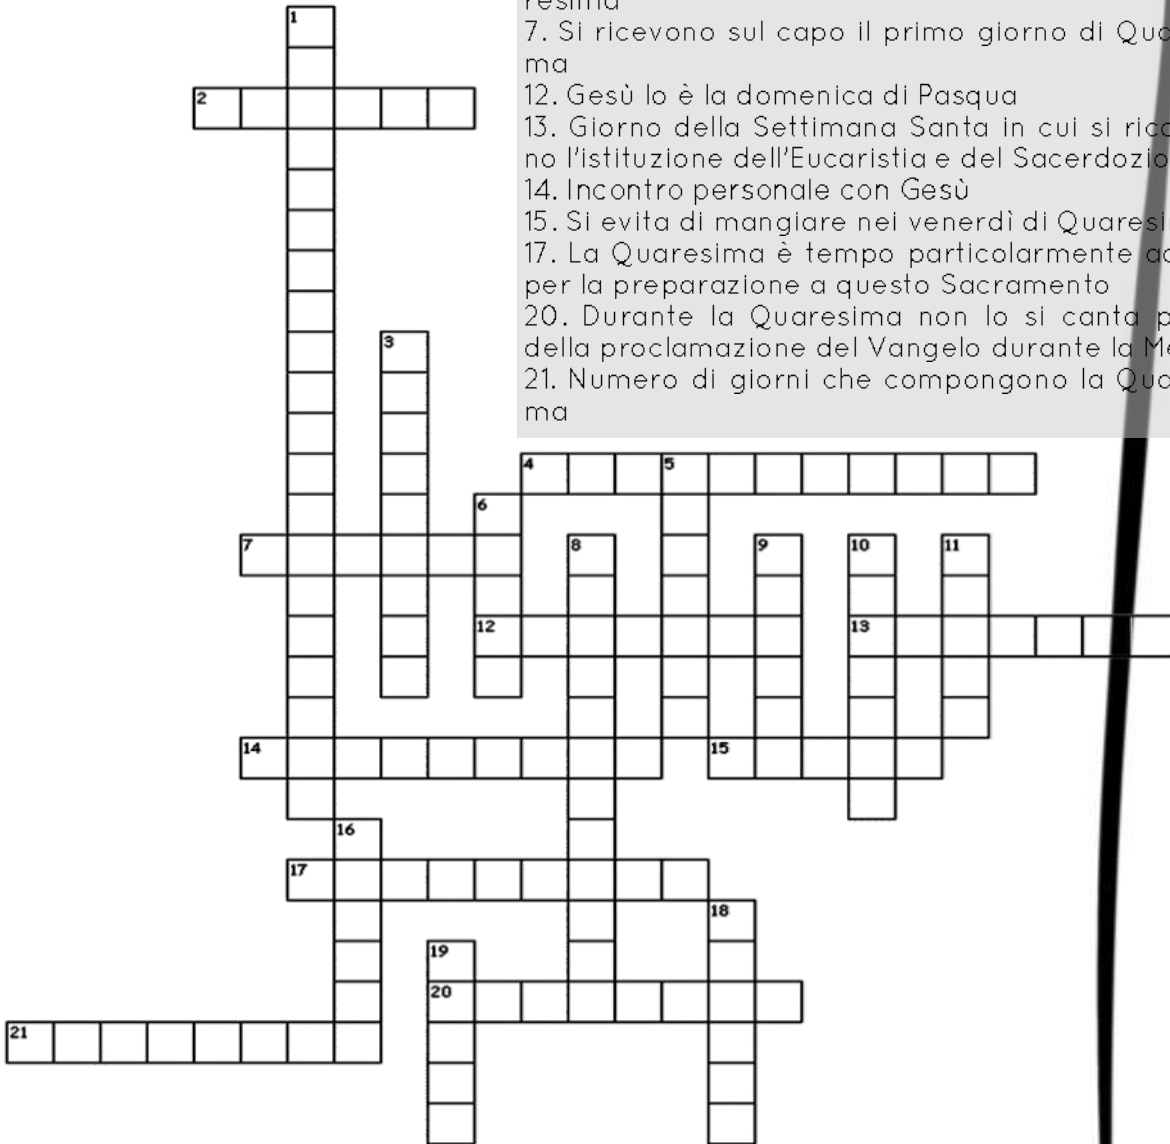 resima
7. Si ricevono sul capo il primo giorno di Qua
ma
12. Gesù lo è la domenica di Pasqua
13. Giorno della Settimana Santa in cui si rico
no l'istituzione dell'Eucaristia e del Sacerdozio
14. Incontro personale con Gesù
15. Si evita di mangiare nei venerdì di Quaresi
17. La Quaresima è tempo particolarmente
per la preparazione a questo Sacramento
20. Durante la Quaresima non lo si canta p
della proclamazione del Vangelo durante la
21. Numero di giorni che compongono la Qua
ma
1
2
3
4 5
6
7 8 9 10 11
12 13
14 15
16
17
18
19
20
21